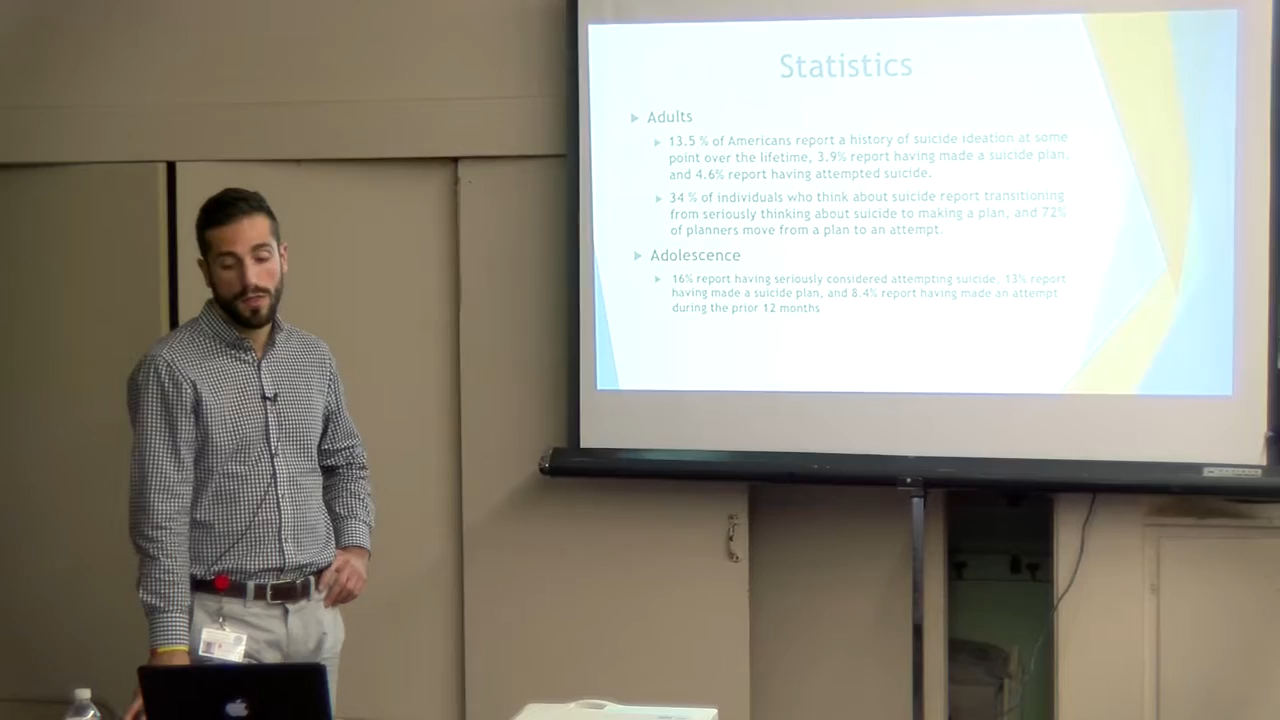 Statistics
Adults
13.5 % of Americans report a history of suicide ideation at some
point over the lifetime, 3.9% report having made a suicide plan,
and 4.6% report having attempted suicide.
34 % of individuals who think about suicide report transitioning
from seriously thinking about suicide to making a plan, and 72%
of planners move from a plan to an attempt.
Adolescence
16% report having seriously considered attempting suicide, 13% report
having made a suicide plan, and 8.4% report having made an attempt
during the prior 12 months